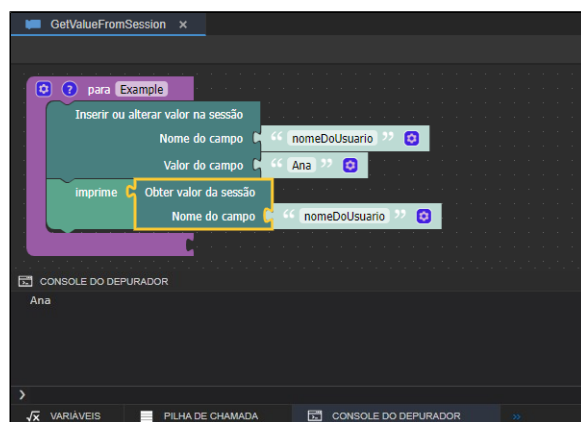 GetValueFromSession ×
? para Example
Inserir ou alterar valor na sessão
Nome do campo “ nomeDoUsuario ”
Valor do campo “ Ana ”
imprime Obter valor da sessão
Nome do campo “ nomeDoUsuario ”
CONSOLE DO DEPURADOR
Ana
>
√x VARIÁVEIS PILHA DE CHAMADA CONSOLE DO DEPURADOR »